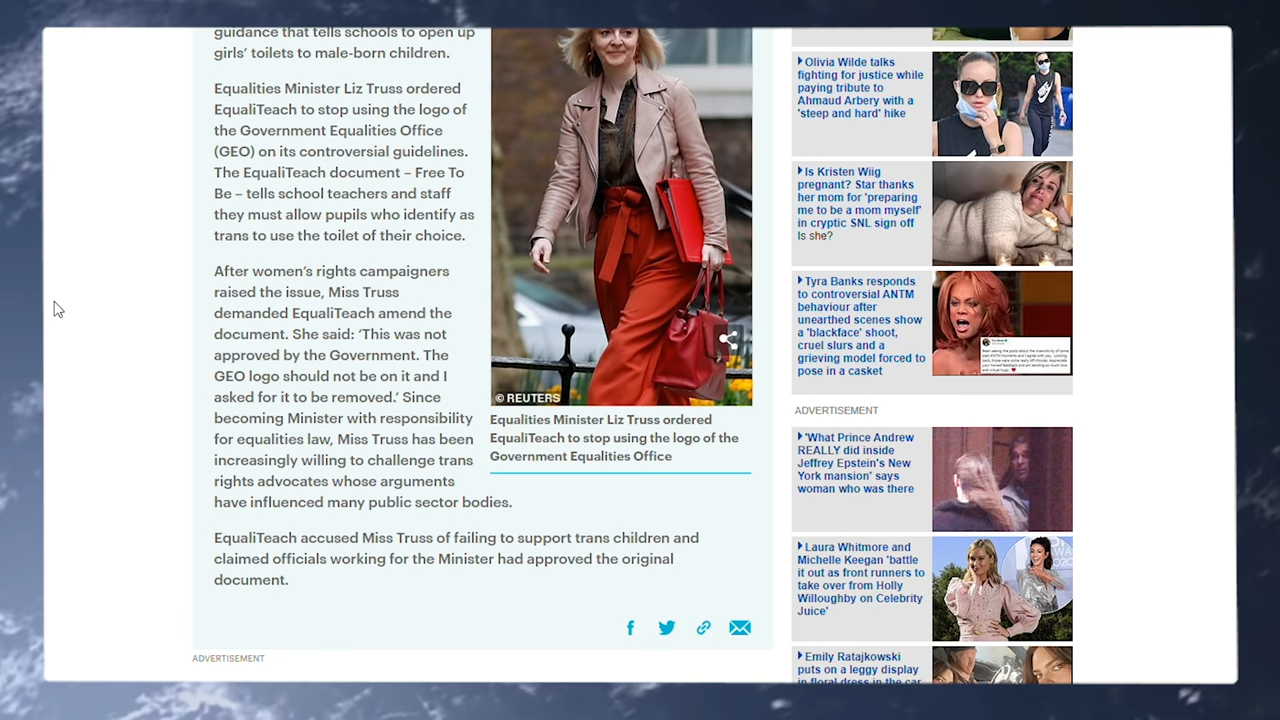 guidance that tells schools to open up
girls’ toilets to male-born children.
Equalities Minister Liz Truss ordered
EqualiTeach to stop using the logo of
the Government Equalities Office
(GEO) on its controversial guidelines.
The EqualiTeach document – Free To
Be – tells school teachers and staff
they must allow pupils who identify as
trans to use the toilet of their choice.
After women’s rights campaigners
raised the issue, Miss Truss
demanded EqualiTeach amend the
document. She said: ‘This was not
approved by the Government. The
GEO logo should not be on it and I
asked for it to be removed.’ Since
becoming Minister with responsibility
for equalities law, Miss Truss has been
increasingly willing to challenge trans
rights advocates whose arguments
have influenced many public sector bodies.
EqualiTeach accused Miss Truss of failing to support trans children and
claimed officials working for the Minister had approved the original
document.
© REUTERS
Equalities Minister Liz Truss ordered
EqualiTeach to stop using the logo of the
Government Equalities Office
ADVERTISEMENT
Olivia Wilde talks
fighting for justice while
paying tribute to
Ahmaud Arbery with a
'steep and hard' hike
Is Kristen Wiig
pregnant? Star thanks
her mom for 'preparing
me to be a mom myself'
in cryptic SNL sign off
Is she?
Tyra Banks responds
to controversial ANTM
behaviour after
unearthed scenes show
a 'blackface' shoot,
cruel slurs and a
grieving model forced to
pose in a casket
ADVERTISEMENT
'What Prince Andrew
REALLY did inside
Jeffrey Epstein's New
York mansion' says
woman who was there
Laura Whitmore and
Michelle Keegan 'battle
it out as front runners to
take over from Holly
Willoughby on Celebrity
Juice'
Emily Ratajkowski
puts on a leggy display
in floral dress in the car